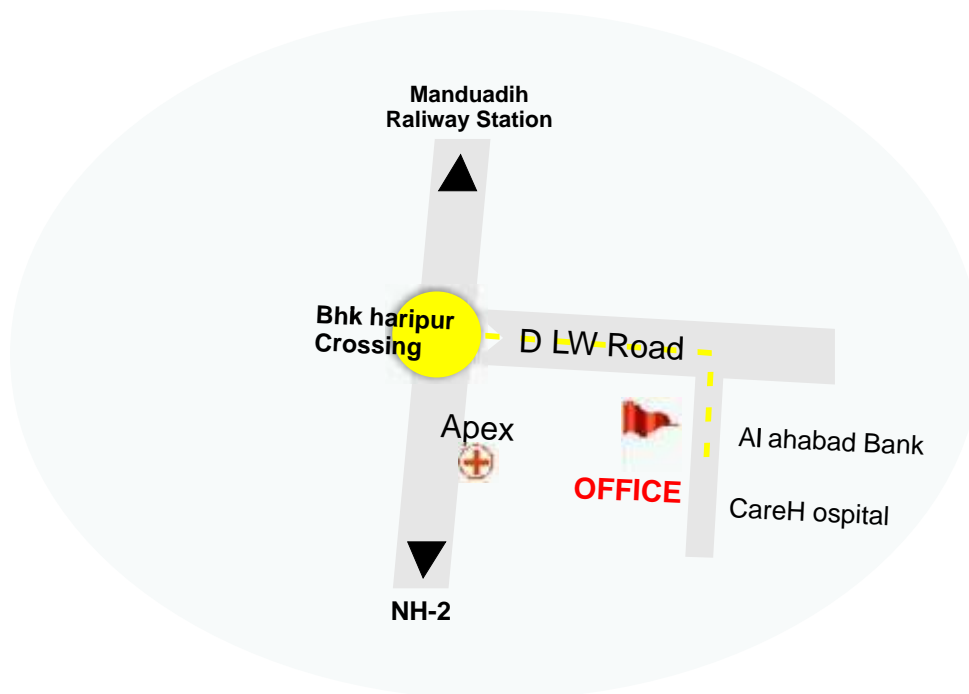 Manduadih
Raliway Station
Bhk haripur
Crossing
D LW Road
Apex
Al ahabad Bank
OFFICE
CareH ospital
NH-2